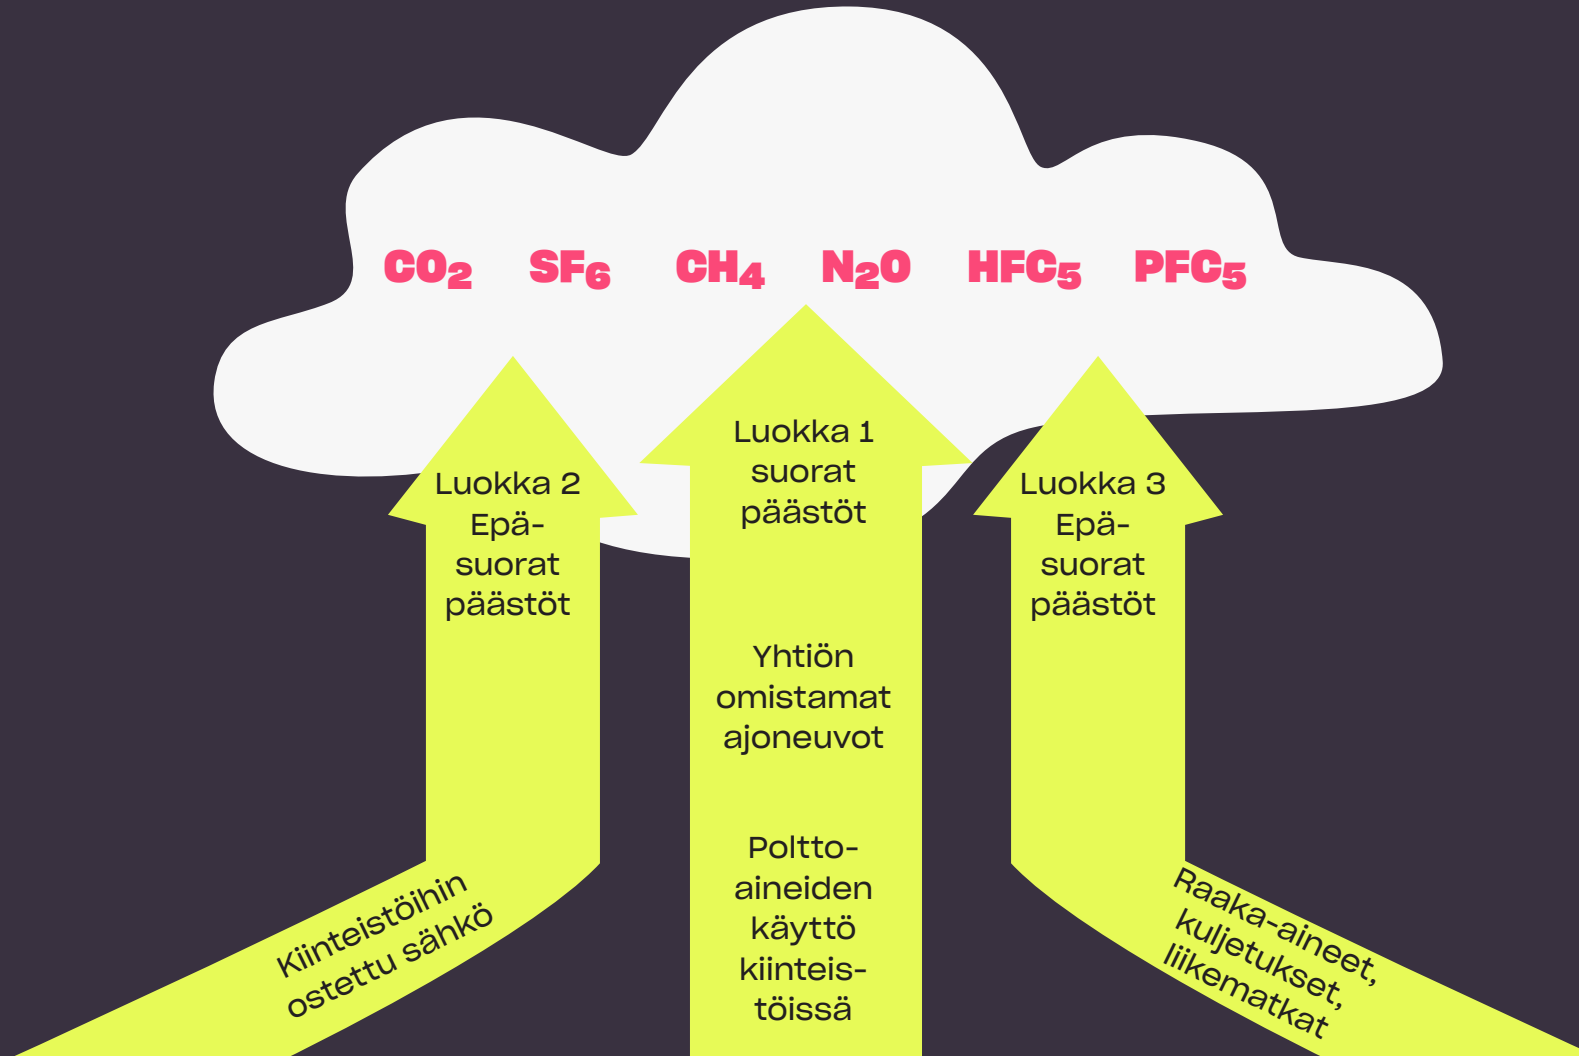 CO₂ SF₆ CH₄ N₂O HFC₅ PFC₅
Luokka 2
Epä-
suorat
päästöt
Kiinteistöihin
ostettu sähkö
Luokka 1
suorat
päästöt
Yhtiön
omistamat
ajoneuvot
Poltto-
aineiden
käyttö
kiinteis-
töissä
Luokka 3
Epä-
suorat
päästöt
Raaka-aineet,
kuljetukset,
liikematkat